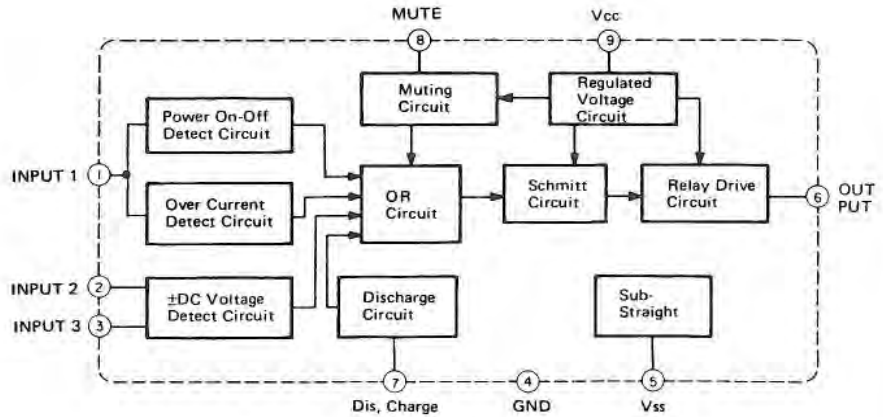 MUTE
Vcc
8
9
Muting
Circuit
Regulated
Voltage
Circuit
Power On-Off
Detect Circuit
INPUT 1
1
Over Current
Detect Circuit
OR
Circuit
Schmitt
Circuit
Relay Drive
Circuit
6
OUT
PUT
INPUT 2
2
INPUT 3
3
±DC Voltage
Detect Circuit
Discharge
Circuit
Sub-
Straight
7
4
5
Dis, Charge
GND
Vss